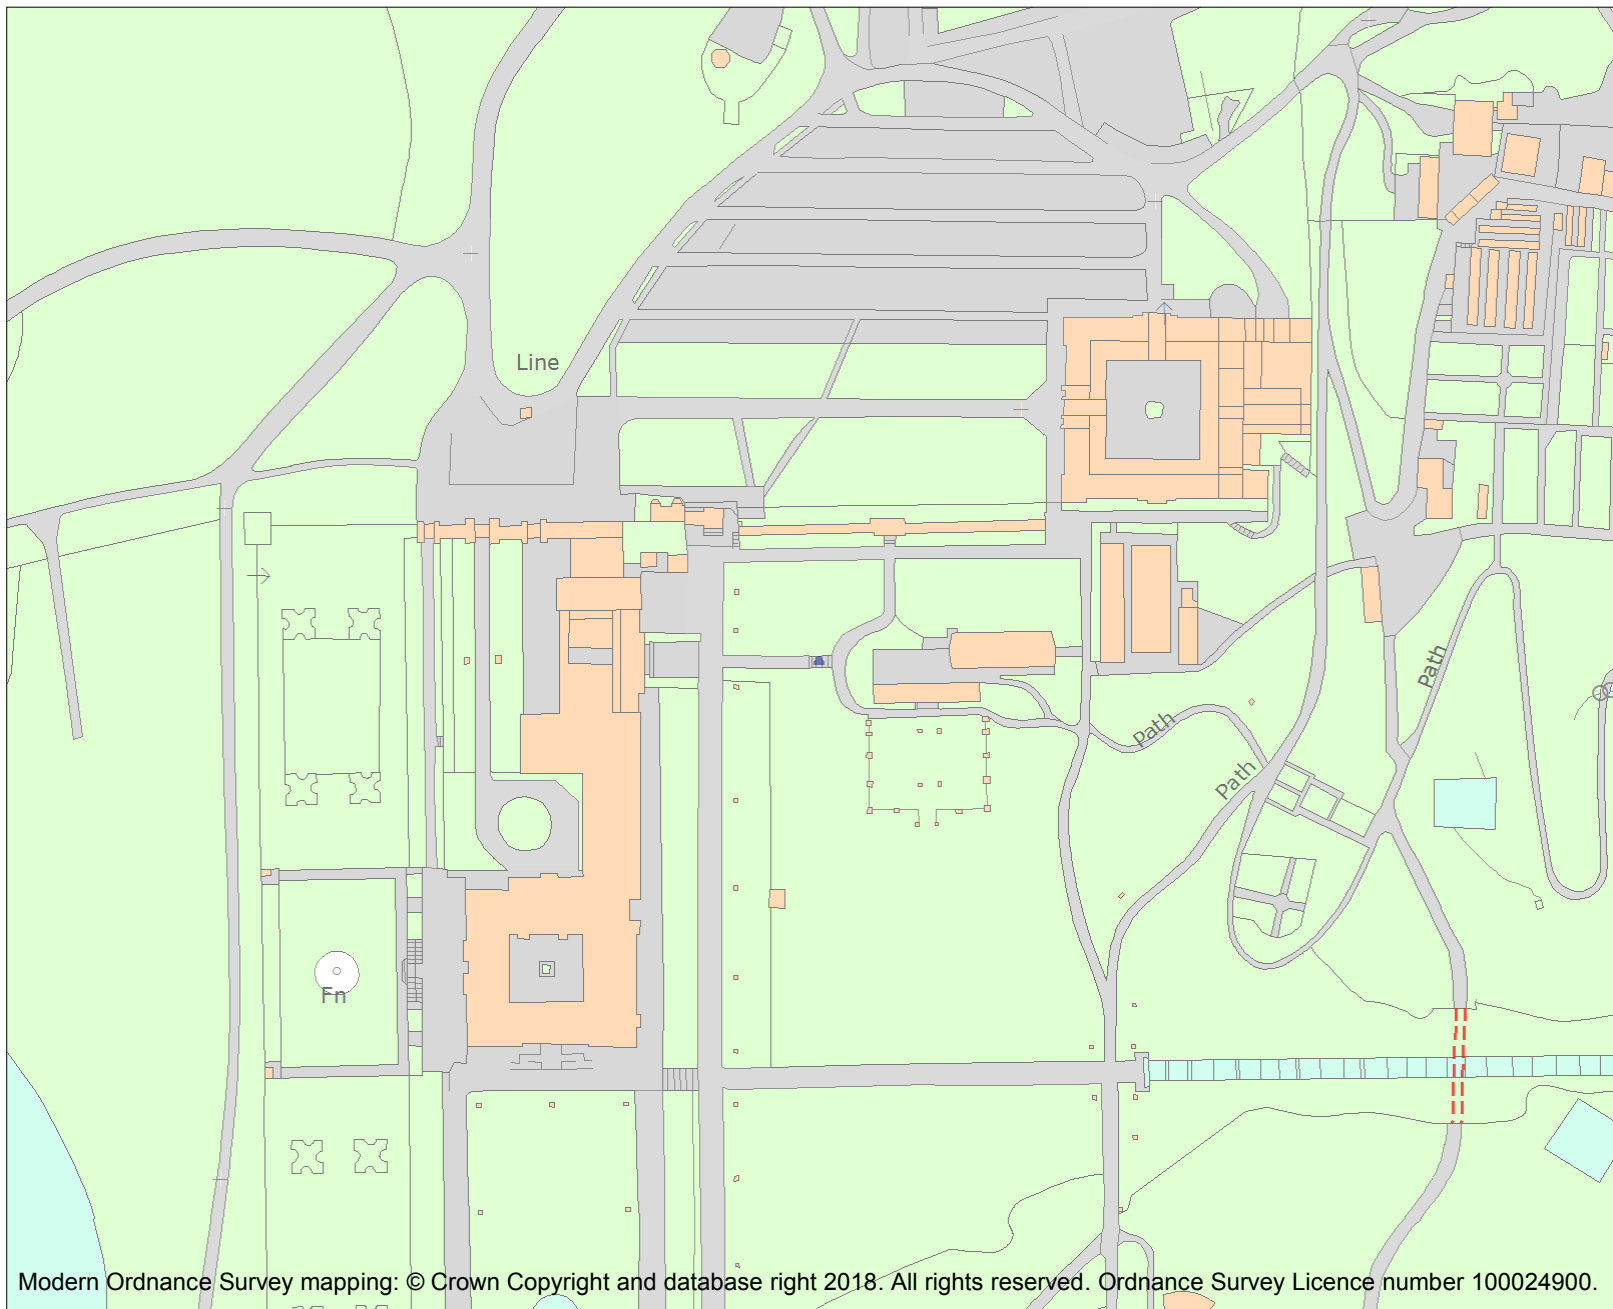 Line
Path
Path
Path
Fn
Modern Ordnance Survey mapping: © Crown Copyright and database right 2018. All rights reserved. Ordnance Survey Licence number 100024900.